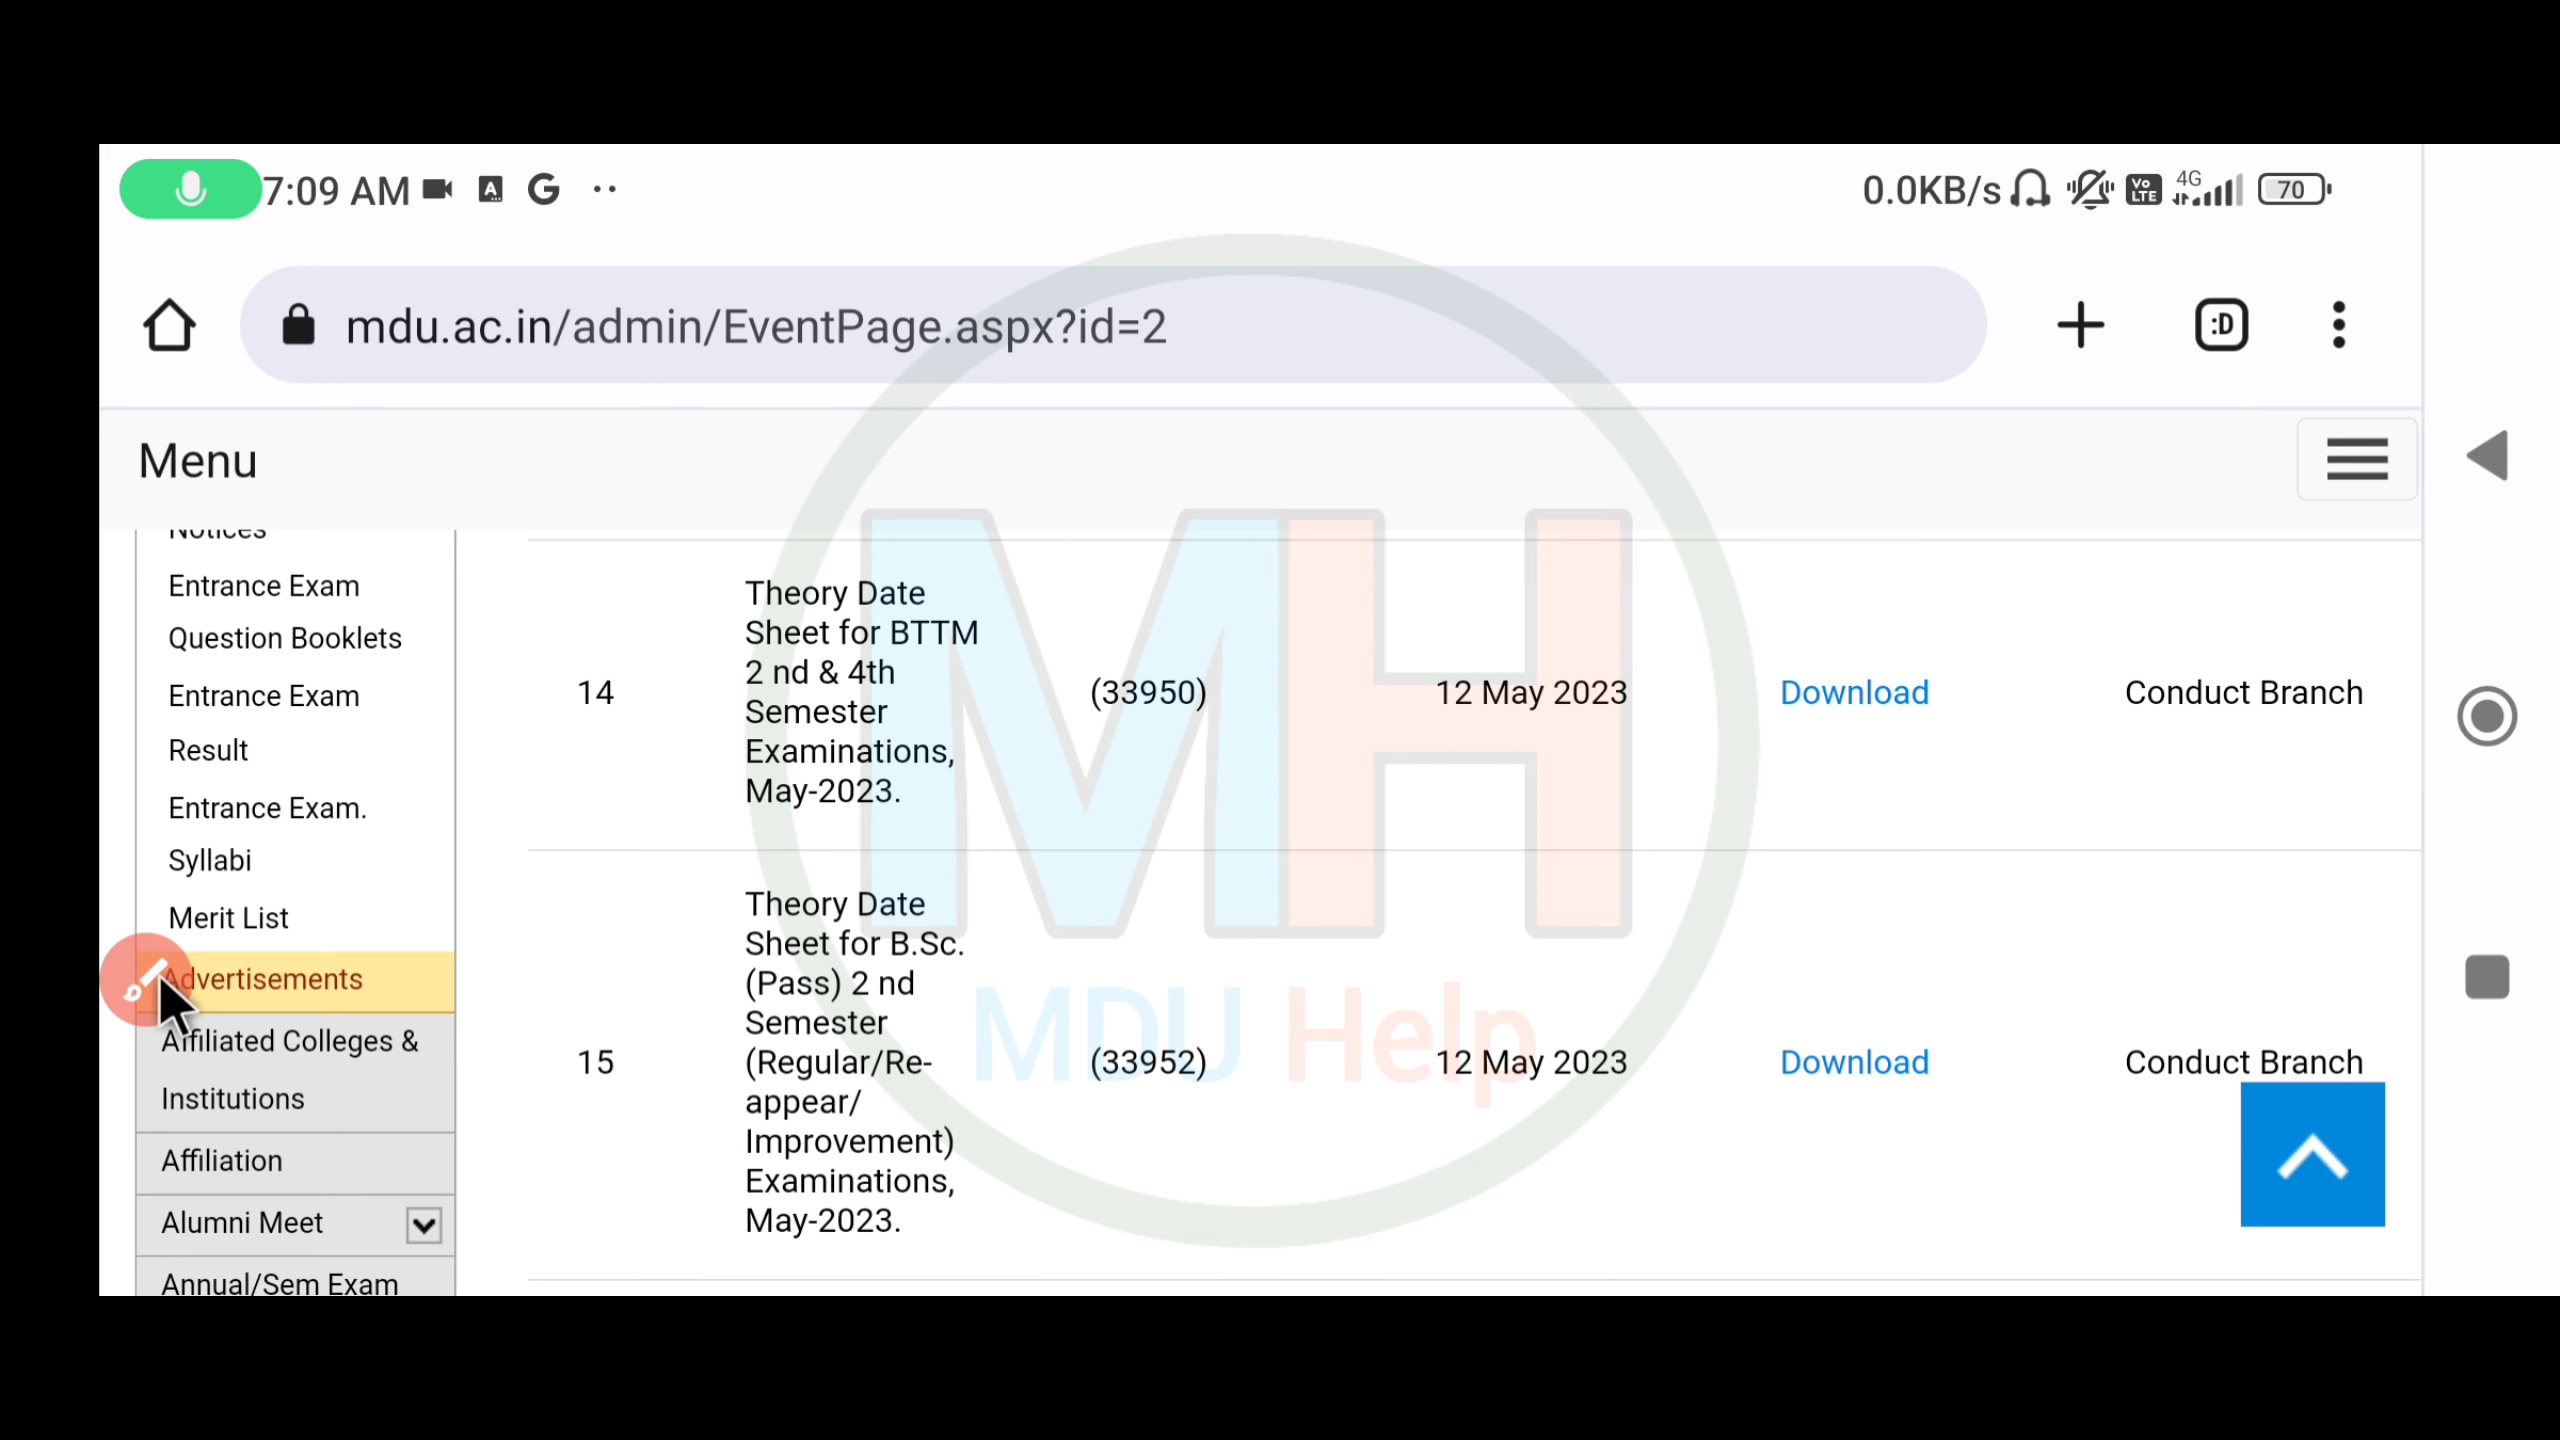 7:09 AM
0.0KB/s
Vo
LTE
4G
70
mdu.ac.in/admin/EventPage.aspx?id=2
:D
Menu
Notices
Entrance Exam
Question Booklets
Entrance Exam
Result
Entrance Exam.
Syllabi
Merit List
Advertisements
Affiliated Colleges &
Institutions
Affiliation
Alumni Meet
Annual/Sem Exam
14
Theory Date
Sheet for BTTM
2 nd & 4th
Semester
Examinations,
May-2023.
(33950)
12 May 2023
Download
Conduct Branch
15
Theory Date
Sheet for B.Sc.
(Pass) 2 nd
Semester
(Regular/Re-
appear/
Improvement)
Examinations,
May-2023.
(33952)
12 May 2023
Download
Conduct Branch
MH
MDU Help